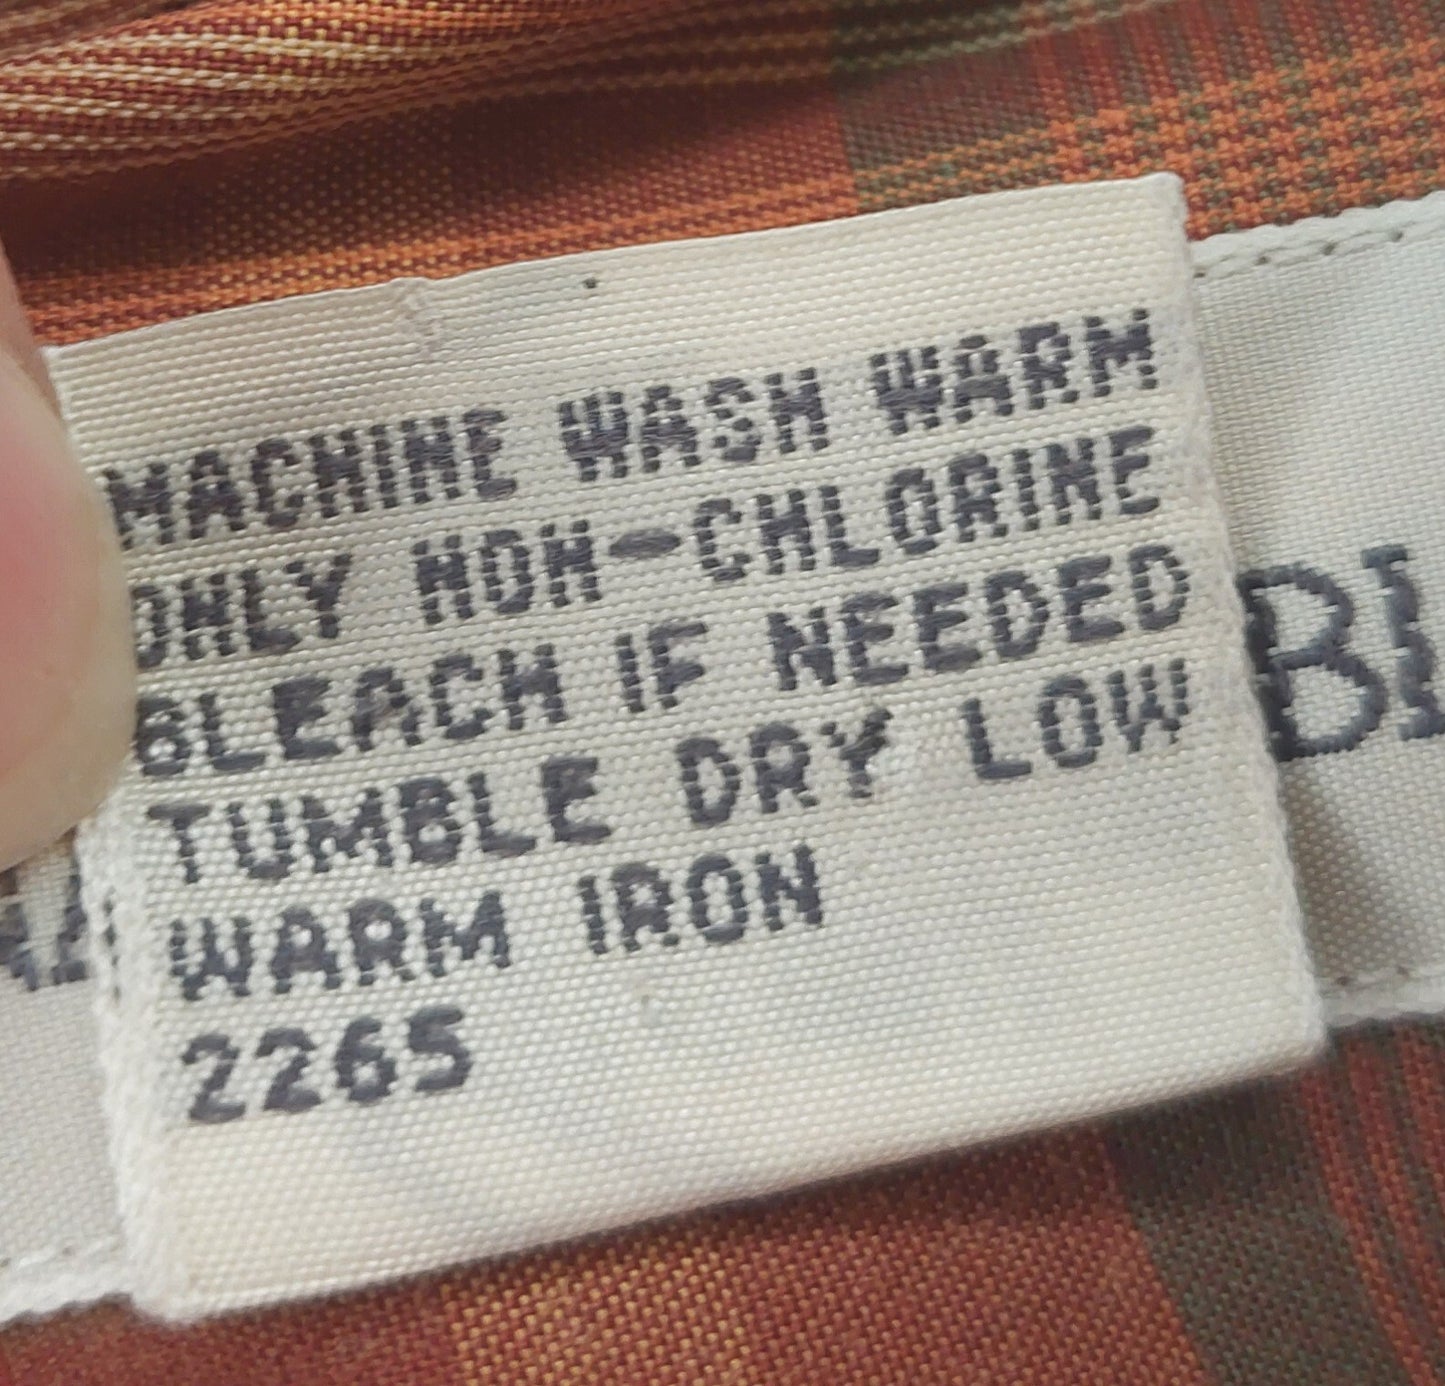 MACHINE WASH WARM
ONLY NON-CHLORINE
BLEACH IF NEEDED
TUMBLE DRY LOW
WARM IRON
2265